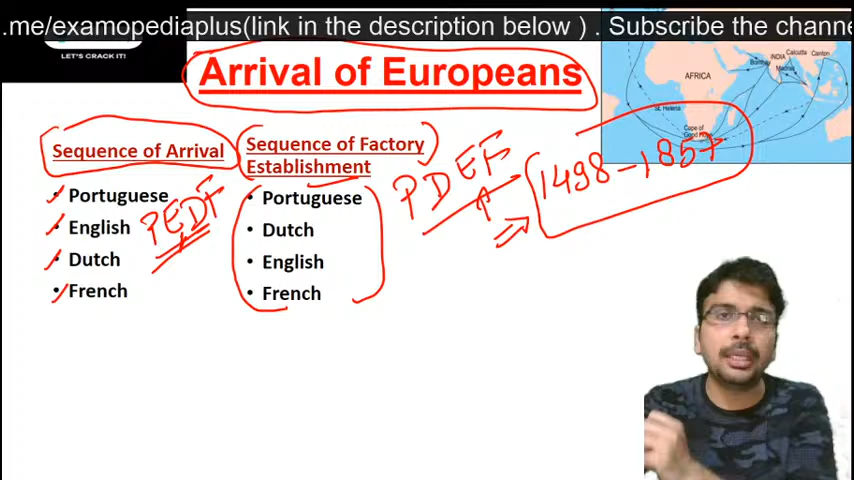 .me/examopediaplus(link in the description below ) . Subscribe the channe
LET'S CRACK IT!
Arrival of Europeans
AFRICA
INDIA
Calcutta
Canton
Bombay
Madras
St. Helena
Cape of
Good Hope
Sequence of Arrival
• Portuguese
• English
• Dutch
• French
PEDF
Sequence of Factory
Establishment
• Portuguese
• Dutch
• English
• French
PDEF
1498-1857